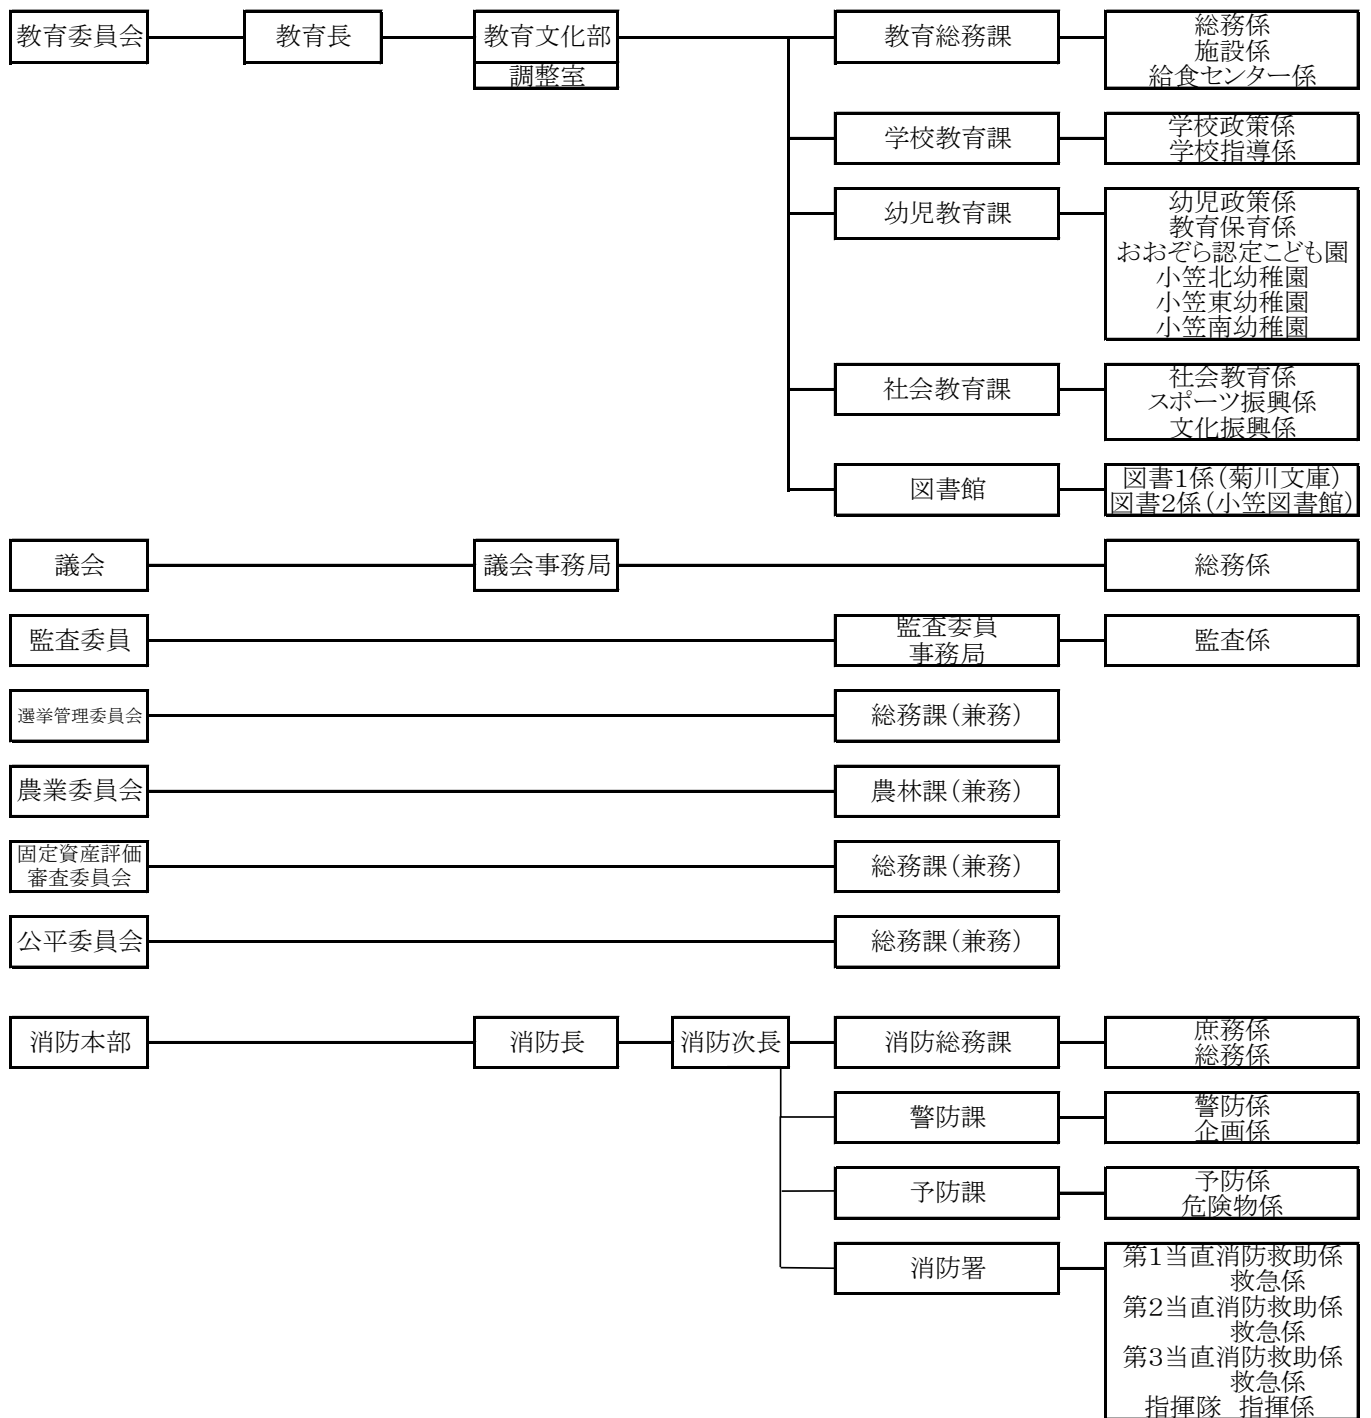 教育委員会
教育長
教育文化部
調整室
教育総務課
総務係
施設係
給食センター係
学校教育課
学校政策係
学校指導係
幼児教育課
幼児政策係
教育保育係
おおぞら認定こども園
小笠北幼稚園
小笠東幼稚園
小笠南幼稚園
社会教育課
社会教育係
スポーツ振興係
文化振興係
図書館
図書1係(菊川文庫)
図書2係(小笠図書館)
議会
議会事務局
総務係
監査委員
監査委員
事務局
監査係
選挙管理委員会
総務課(兼務)
農業委員会
農林課(兼務)
固定資産評価
審査委員会
総務課(兼務)
公平委員会
総務課(兼務)
消防本部
消防長
消防次長
消防総務課
庶務係
総務係
警防課
警防係
企画係
予防課
予防係
危険物係
消防署
第1当直消防救助係
救急係
第2当直消防救助係
救急係
第3当直消防救助係
救急係
指揮隊 指揮係